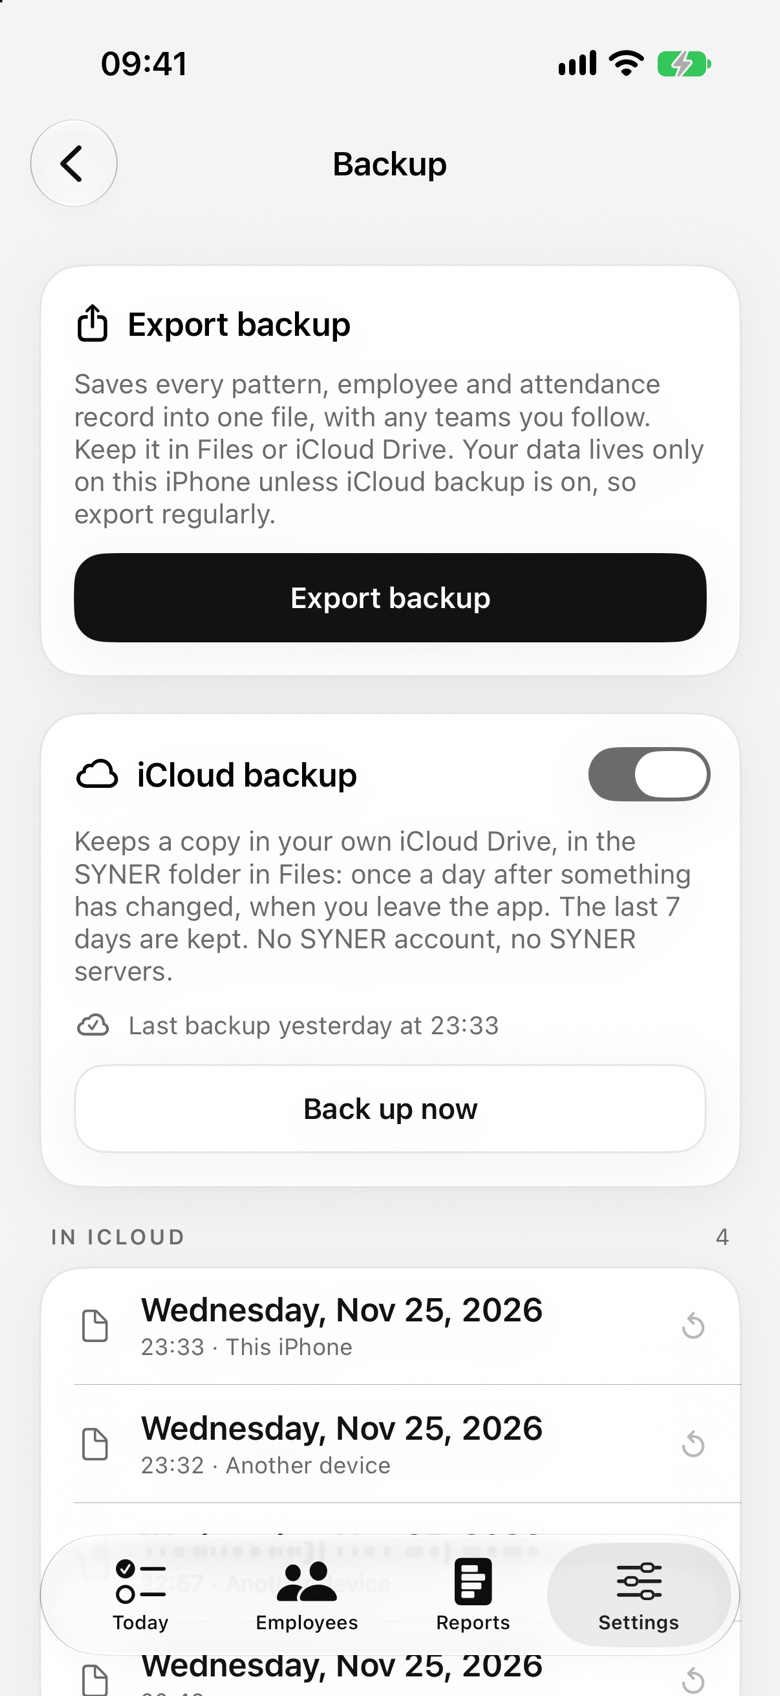 09:41
Backup
Export backup
Saves every pattern, employee and attendance
record into one file, with any teams you follow.
Keep it in Files or iCloud Drive. Your data lives only
on this iPhone unless iCloud backup is on, so
export regularly.
Export backup
iCloud backup
Keeps a copy in your own iCloud Drive, in the
SYNER folder in Files: once a day after something
has changed, when you leave the app. The last 7
days are kept. No SYNER account, no SYNER
servers.
Last backup yesterday at 23:33
Back up now
IN ICLOUD 4
Wednesday, Nov 25, 2026
23:33 · This iPhone
Wednesday, Nov 25, 2026
23:32 · Another device
Today Employees Reports Settings
Wednesday, Nov 25, 2026